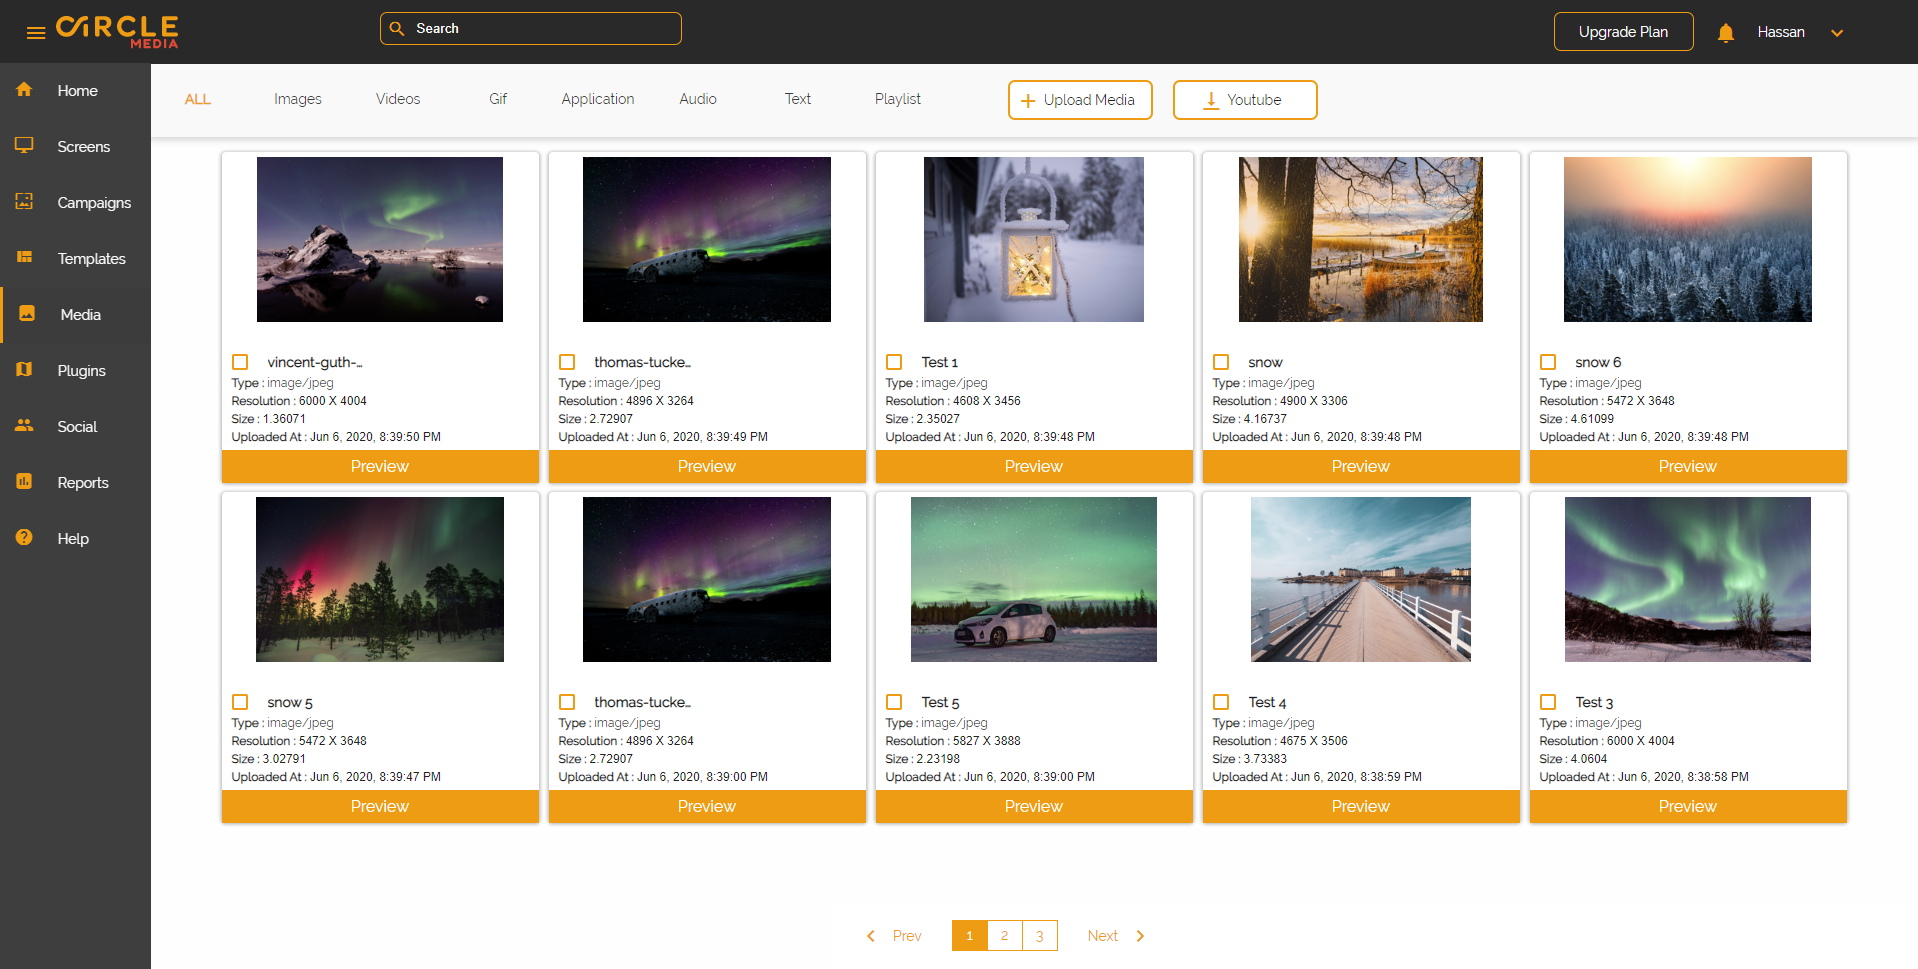 CIRCLE
MEDIA
Search
Upgrade Plan
Hassan
Home
Screens
Campaigns
Templates
Media
Plugins
Social
Reports
Help
ALL Images Videos Gif Application Audio Text Playlist Upload Media Youtube
vincent-guth-...
Type : image/jpeg
Resolution : 6000 X 4004
Size : 1.36071
Uploaded At : Jun 6, 2020, 8:39:50 PM
Preview
thomas-tucke...
Type : image/jpeg
Resolution : 4896 X 3264
Size : 2.72907
Uploaded At : Jun 6, 2020, 8:39:49 PM
Preview
Test 1
Type : image/jpeg
Resolution : 4608 X 3456
Size : 2.35027
Uploaded At : Jun 6, 2020, 8:39:48 PM
Preview
snow
Type : image/jpeg
Resolution : 4900 X 3306
Size : 4.16737
Uploaded At : Jun 6, 2020, 8:39:48 PM
Preview
snow 6
Type : image/jpeg
Resolution : 5472 X 3648
Size : 4.61099
Uploaded At : Jun 6, 2020, 8:39:48 PM
Preview
snow 5
Type : image/jpeg
Resolution : 5472 X 3648
Size : 3.02791
Uploaded At : Jun 6, 2020, 8:39:47 PM
Preview
thomas-tucke...
Type : image/jpeg
Resolution : 4896 X 3264
Size : 2.72907
Uploaded At : Jun 6, 2020, 8:39:00 PM
Preview
Test 5
Type : image/jpeg
Resolution : 5827 X 3888
Size : 2.23198
Uploaded At : Jun 6, 2020, 8:39:00 PM
Preview
Test 4
Type : image/jpeg
Resolution : 4675 X 3506
Size : 3.73383
Uploaded At : Jun 6, 2020, 8:38:59 PM
Preview
Test 3
Type : image/jpeg
Resolution : 6000 X 4004
Size : 4.0604
Uploaded At : Jun 6, 2020, 8:38:58 PM
Preview
Prev 1 2 3 Next